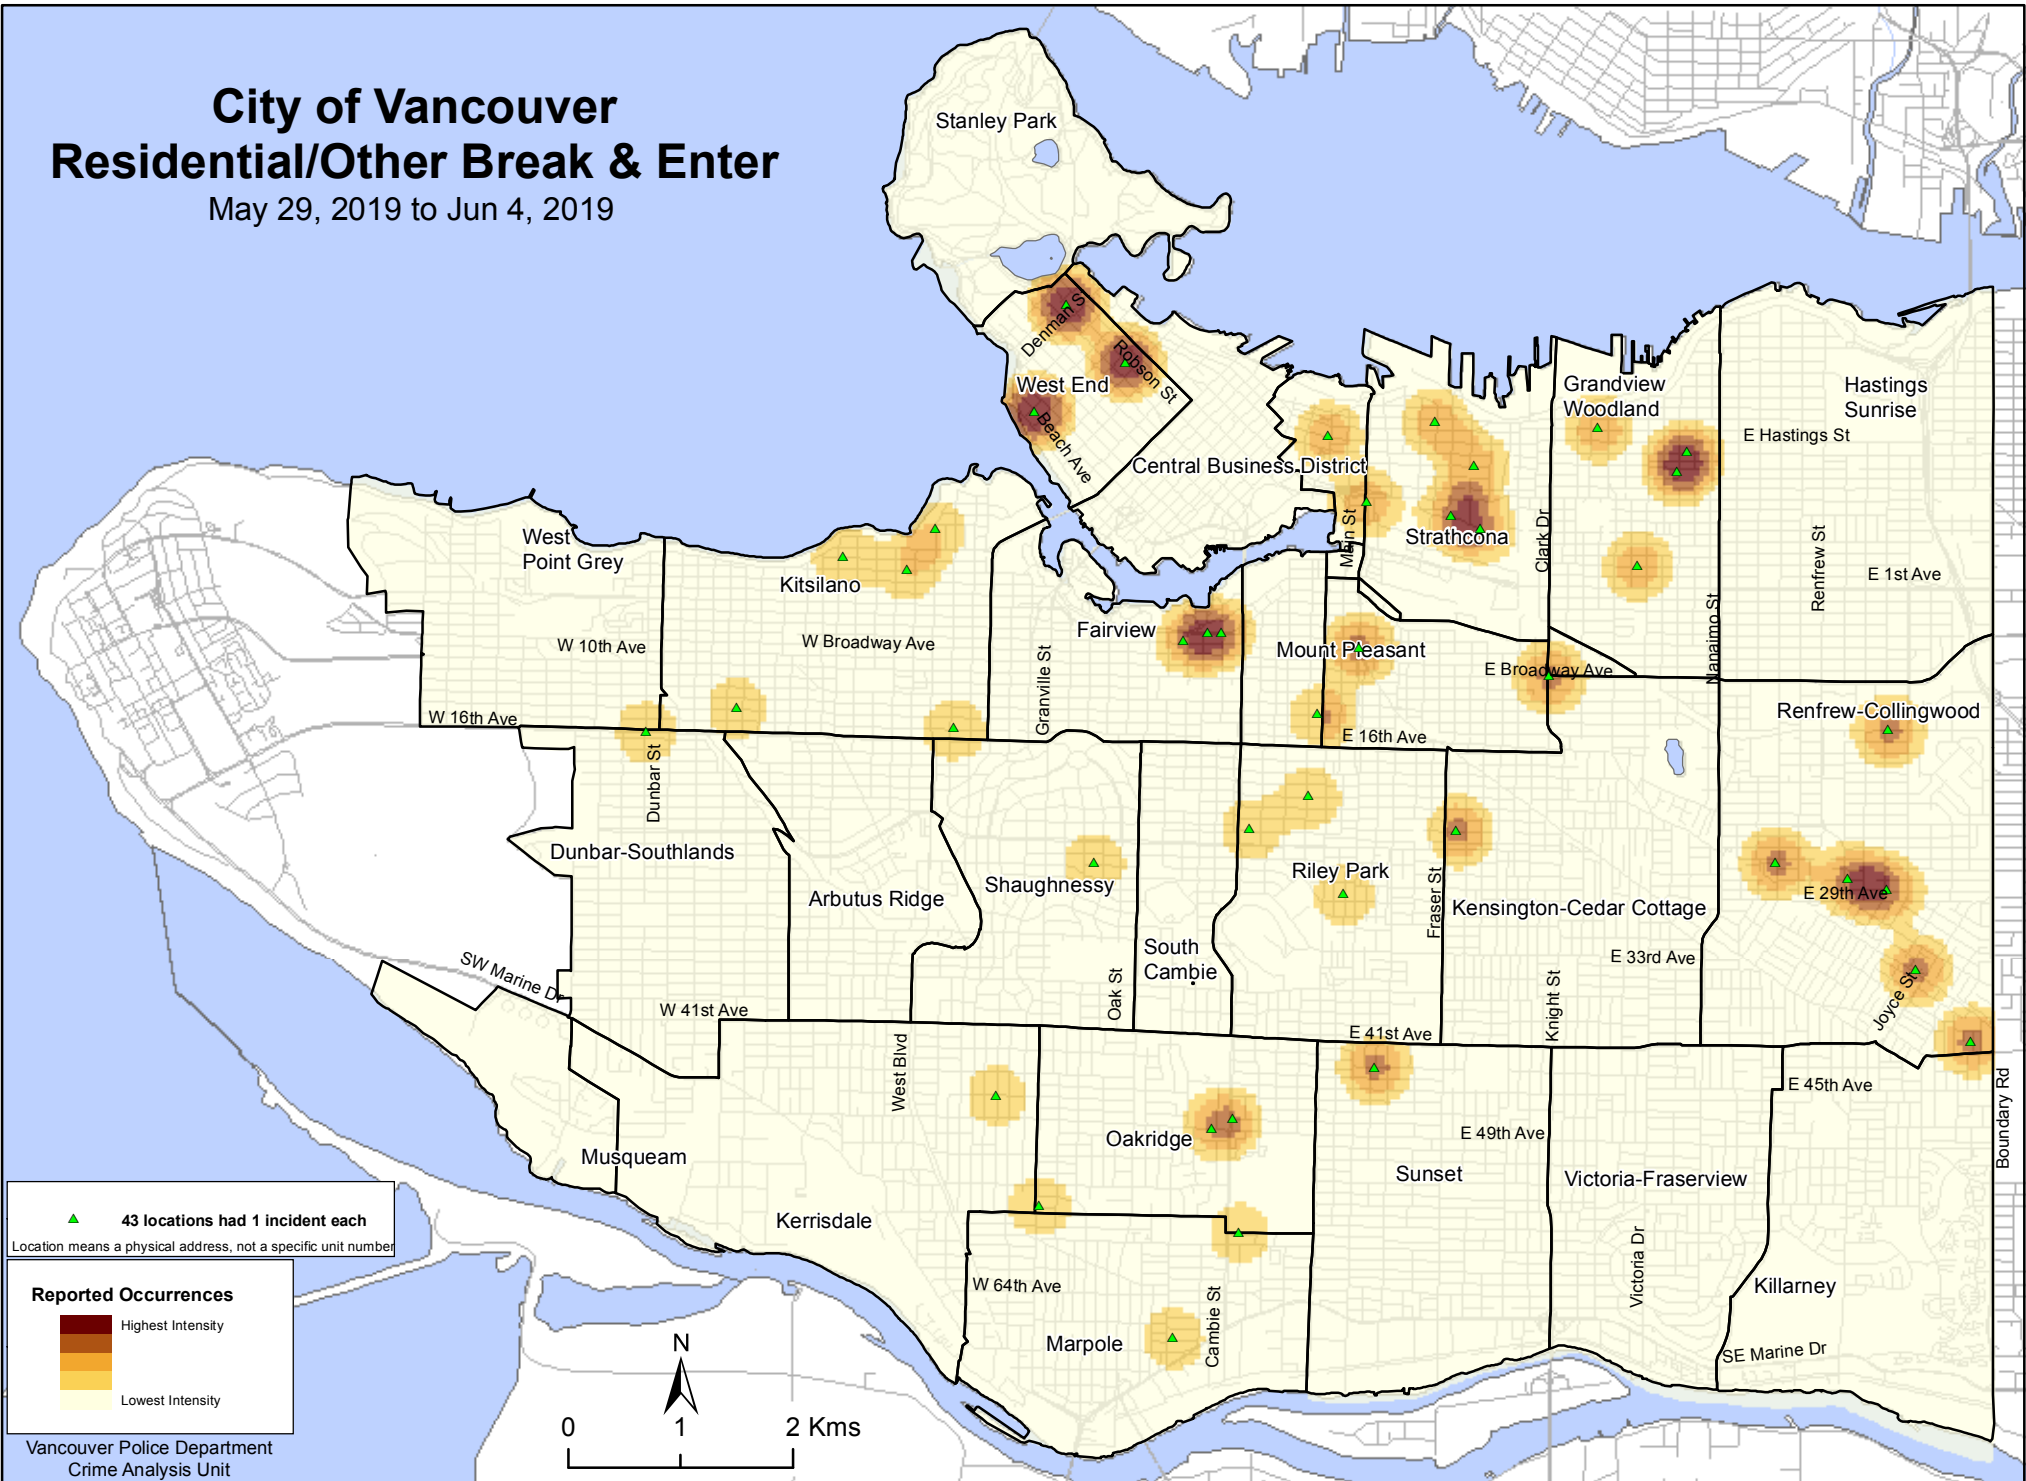 City of Vancouver
Residential/Other Break & Enter
May 29, 2019 to Jun 4, 2019
Stanley Park
Denman S
Robson St
West End
Beach Ave
Central Business District
Grandview
Woodland
Hastings
Sunrise
E Hastings St
Main St
Strathcona
Clark Dr
Renfrew St
E 1st Ave
Nanaimo St
West
Point Grey
Kitsilano
W 10th Ave
W Broadway Ave
Fairview
Granville St
Mount Pleasant
E Broadway Ave
W 16th Ave
E 16th Ave
Renfrew-Collingwood
Dunbar St
Dunbar-Southlands
Arbutus Ridge
Shaughnessy
Riley Park
Fraser St
Kensington-Cedar Cottage
E 29th Ave
South
Cambie
Oak St
E 33rd Ave
Knight St
Joyce St
SW Marine Dr
W 41st Ave
E 41st Ave
West Blvd
E 45th Ave
Boundary Rd
Oakridge
E 49th Ave
Musqueam
Sunset
Victoria-Fraserview
Kerrisdale
Victoria Dr
Killarney
W 64th Ave
Cambie St
Marpole
SE Marine Dr
43 locations had 1 incident each
Location means a physical address, not a specific unit number
Reported Occurrences
Highest Intensity
Lowest Intensity
Vancouver Police Department
Crime Analysis Unit
N
0 1 2 Kms